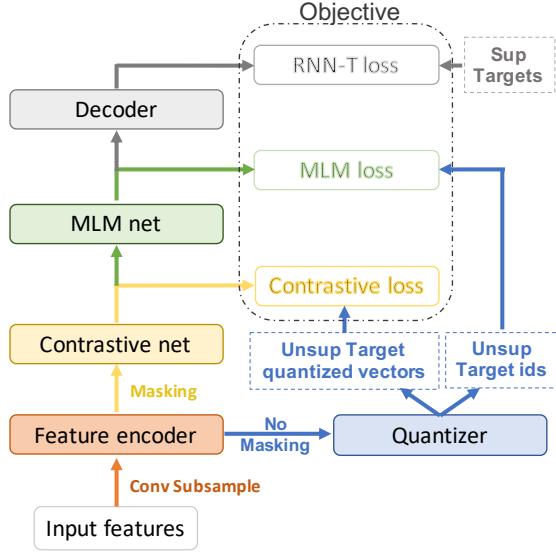 Objective
RNN-T loss
Sup
Targets
Decoder
MLM loss
MLM net
Contrastive loss
Contrastive net
Unsup Target
quantized vectors
Unsup
Target ids
Masking
Feature encoder
No
Masking
Quantizer
Conv Subsample
Input features